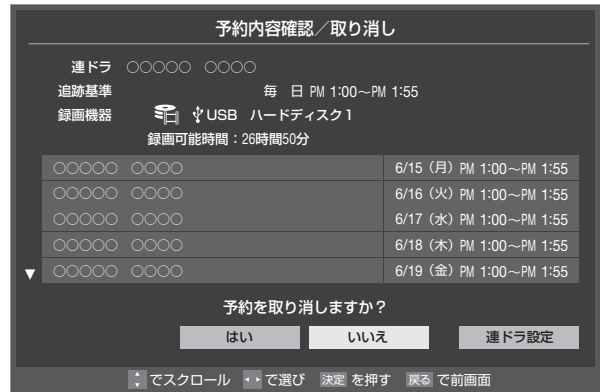 予約内容確認／取り消し
連ドラ ○○○○○ ○○○○
追跡基準 毎 日 PM 1:00～PM 1:55
録画機器 USB ハードディスク1
録画可能時間：26時間50分
○○○○○ ○○○○ 6/15（月）PM 1:00～PM 1:55
○○○○○ ○○○○ 6/16（火）PM 1:00～PM 1:55
○○○○○ ○○○○ 6/17（水）PM 1:00～PM 1:55
○○○○○ ○○○○ 6/18（木）PM 1:00～PM 1:55
▼ ○○○○○ ○○○○ 6/19（金）PM 1:00～PM 1:55
予約を取り消しますか？
はい いいえ 連ドラ設定
でスクロール で選び 決定 を押す 戻る で前画面